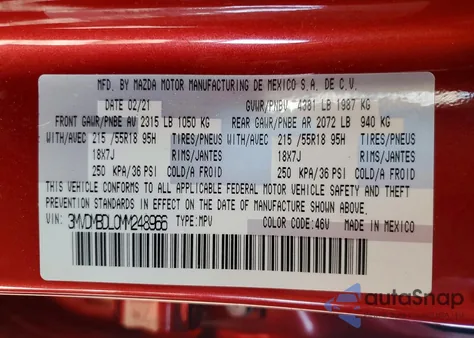 MFD. BY MAZDA MOTOR MANUFACTURING DE MEXICO S.A. DE C.V.
DATE 02/21 GVWR/PNBV 4381 LB 1987 KG
FRONT GAWR/PNBE AV 2315 LB 1050 KG REAR GAWR/PNBE AR 2072 LB 940 KG
WITH/AVEC 215 /55R18 95H TIRES/PNEUS WITH/AVEC 215 /55R18 95H TIRES/PNEUS
18X7J RIMS/JANTES 18X7J RIMS/JANTES
250 KPA/36 PSI COLD/A FROID 250 KPA/36 PSI COLD/A FROID
THIS VEHICLE CONFORMS TO ALL APPLICABLE FEDERAL MOTOR VEHICLE SAFETY AND THEFT
PREVENTION STANDARDS IN EFFECT ON THE DATE OF MANUFACTURE SHOWN ABOVE.
VIN: 3MVDMBDL0MM248966 TYPE:MPV COLOR CODE:46V MADE IN MEXICO
autoSnap